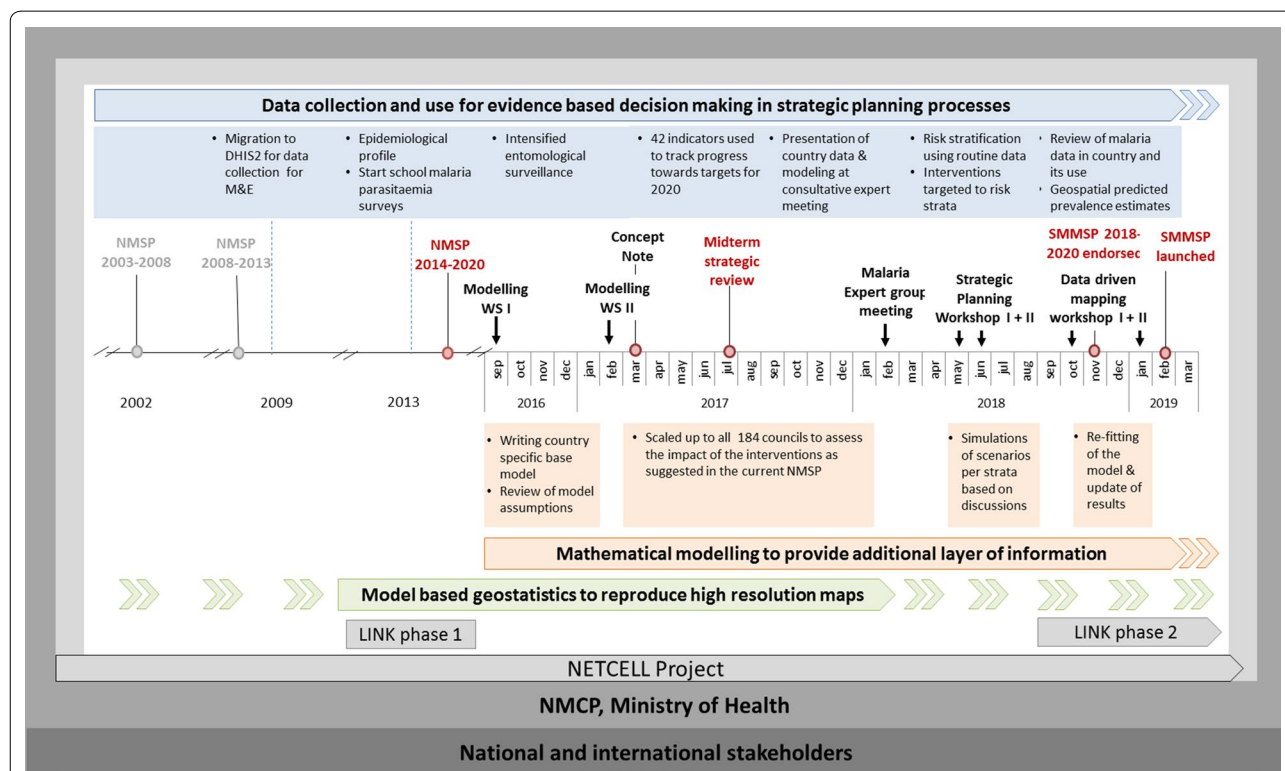 Data collection and use for evidence based decision making in strategic planning processes
• Migration to
DHIS2 for data
collection for
M&E
• Epidemiological
profile
• Start school malaria
parasitaemia
surveys
• Intensified
entomological
surveillance
• 42 indicators used
to track progress
towards targets for
2020
• Presentation of
country data &
modeling at
consultative expert
meeting
• Risk stratification
using routine data
• Interventions
targeted to risk
strata
• Review of malaria
data in country and
its use
• Geospatial predicted
prevalence estimates
NMSP
2003-2008
NMSP
2008-2013
NMSP
2014-2020
Modelling
WS I
Concept
Note
Modelling
WS II
Midterm
strategic
review
Malaria
Expert group
meeting
Strategic
Planning
Workshop I + II
SMMSP 2018-
2020 endorsed
Data driven
mapping
workshop I + II
SMMSP
launched
sep oct nov dec jan feb mar apr may jun jul aug sep oct nov dec jan feb mar apr may jun jul aug sep oct nov dec jan feb mar
2002 2009 2013 2016 2017 2018 2019
• Writing country
specific base
model
• Review of model
assumptions
• Scaled up to all 184 councils to assess
the impact of the interventions as
suggested in the current NMSP
• Simulations
of scenarios
per strata
based on
discussions
• Re-fitting
of the
model &
update of
results
Mathematical modelling to provide additional layer of information
Model based geostatistics to reproduce high resolution maps
LINK phase 1
LINK phase 2
NETCELL Project
NMCP, Ministry of Health
National and international stakeholders